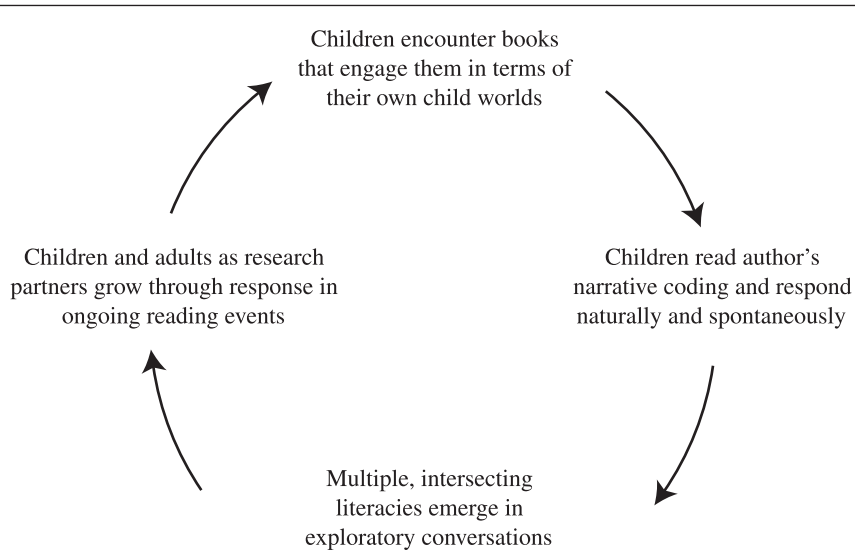 Children encounter books
that engage them in terms of
their own child worlds
Children read author’s
narrative coding and respond
naturally and spontaneously
Multiple, intersecting
literacies emerge in
exploratory conversations
Children and adults as research
partners grow through response in
ongoing reading events